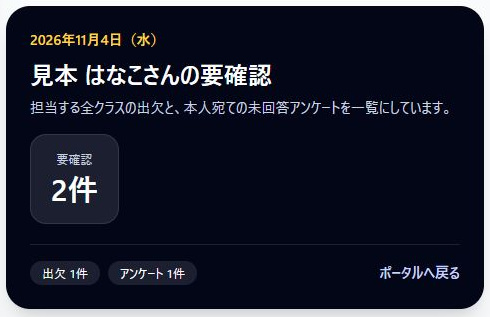 2026年11月4日（水）
見本 はなこさんの要確認
担当する全クラスの出欠と、本人宛ての未回答アンケートを一覧にしています。
要確認
2件
出欠 1件
アンケート 1件
ポータルへ戻る